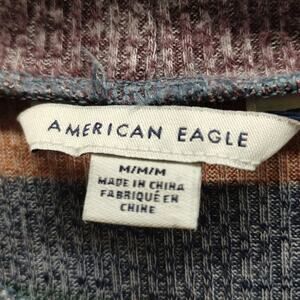 AMERICAN EAGLE
M/M/M
MADE IN CHINA
FABRIQUÉ EN
CHINE